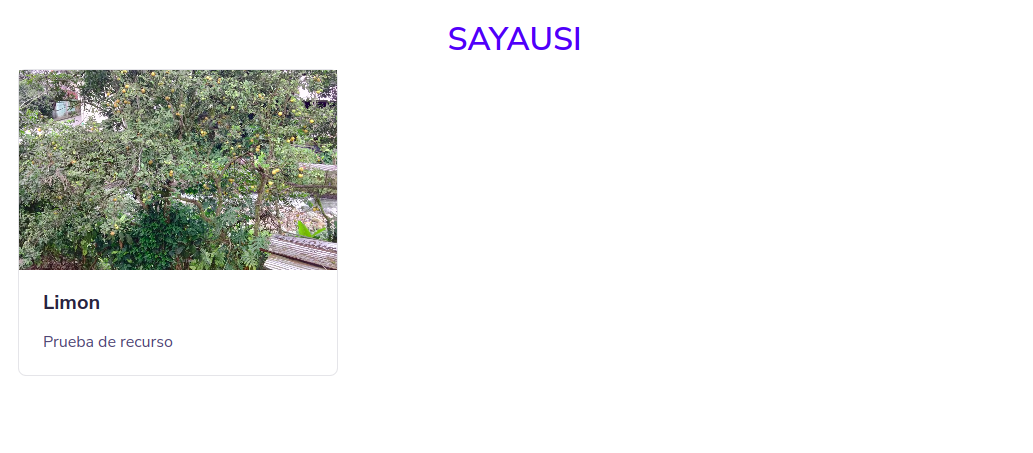 SAYAUSI
Limon
Prueba de recurso